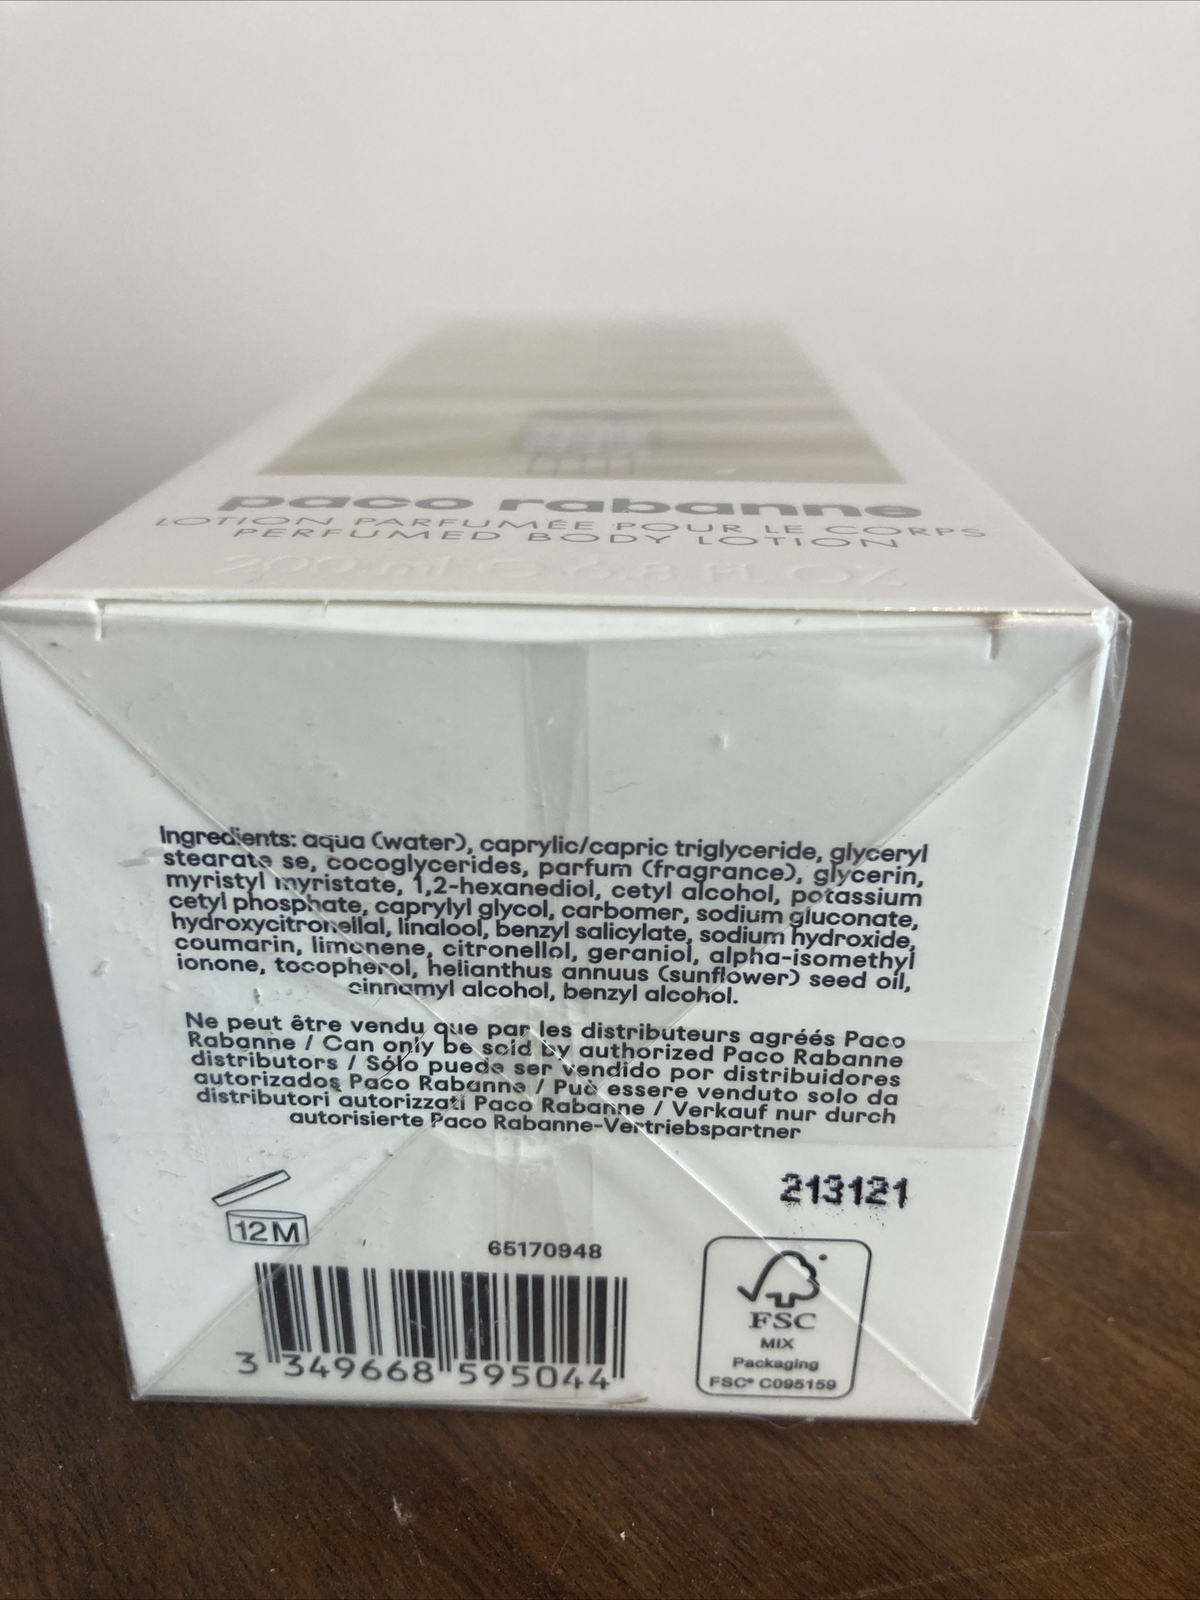 paco rabanne
LOTION PARFUMÉE POUR LE CORPS
PERFUMED BODY LOTION
200 ml e 6.8 FL. OZ
Ingredients: aqua (water), caprylic/capric triglyceride, glyceryl
stearate se, cocoglycerides, parfum (fragrance), glycerin,
myristyl myristate, 1,2-hexanediol, cetyl alcohol, potassium
cetyl phosphate, caprylyl glycol, carbomer, sodium gluconate,
hydroxycitronellal, linalool, benzyl salicylate, sodium hydroxide,
coumarin, limonene, citronellol, geraniol, alpha-isomethyl
ionone, tocopherol, helianthus annuus (sunflower) seed oil,
cinnamyl alcohol, benzyl alcohol.
Ne peut être vendu que par les distributeurs agréés Paco
Rabanne / Can only be sold by authorized Paco Rabanne
distributors / Sólo puede ser vendido por distribuidores
autorizados Paco Rabanne / Può essere venduto solo da
distributori autorizzati Paco Rabanne / Verkauf nur durch
autorisierte Paco Rabanne-Vertriebspartner
213121
12M
65170948
3 349668 595044
FSC
MIX
Packaging
FSC® C095159